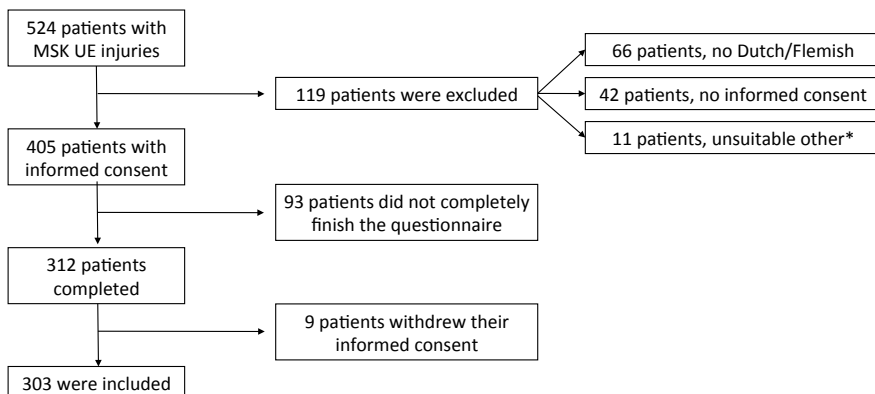 524 patients with
MSK UE injuries
66 patients, no Dutch/Flemish
119 patients were excluded
42 patients, no informed consent
11 patients, unsuitable other*
405 patients with
informed consent
93 patients did not completely
finish the questionnaire
312 patients
completed
9 patients withdrew their
informed consent
303 were included